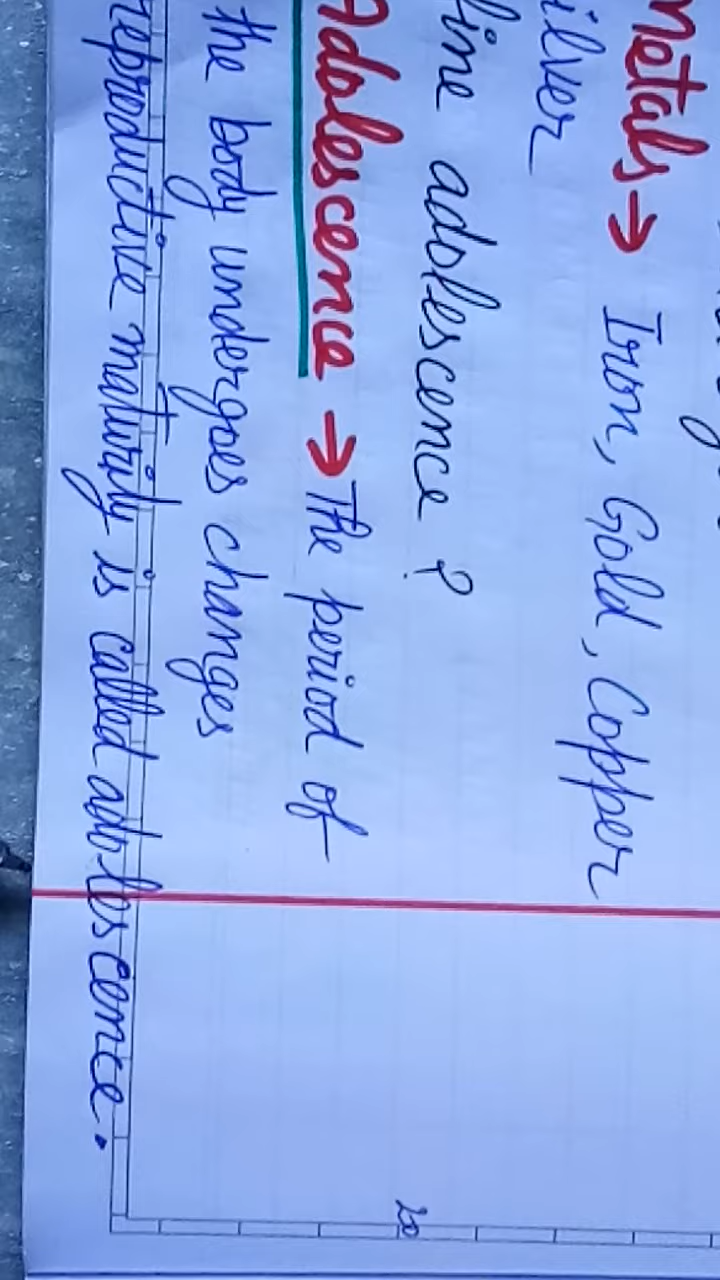 metals → Iron, Gold, Copper
ilver
fine adolescence ?
Adolescence → The period of
the body undergoes changes
reproductive maturity is called adolescence.
20